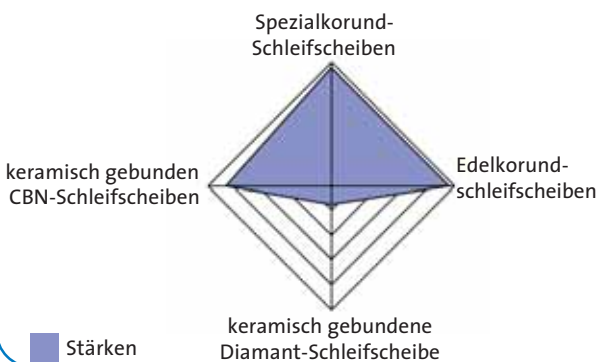 Spezialkorund-
Schleifscheiben
keramisch gebunden
CBN-Schleifscheiben
Edelkorund-
schleifscheiben
keramisch gebundene
Diamant-Schleifscheibe
Stärken